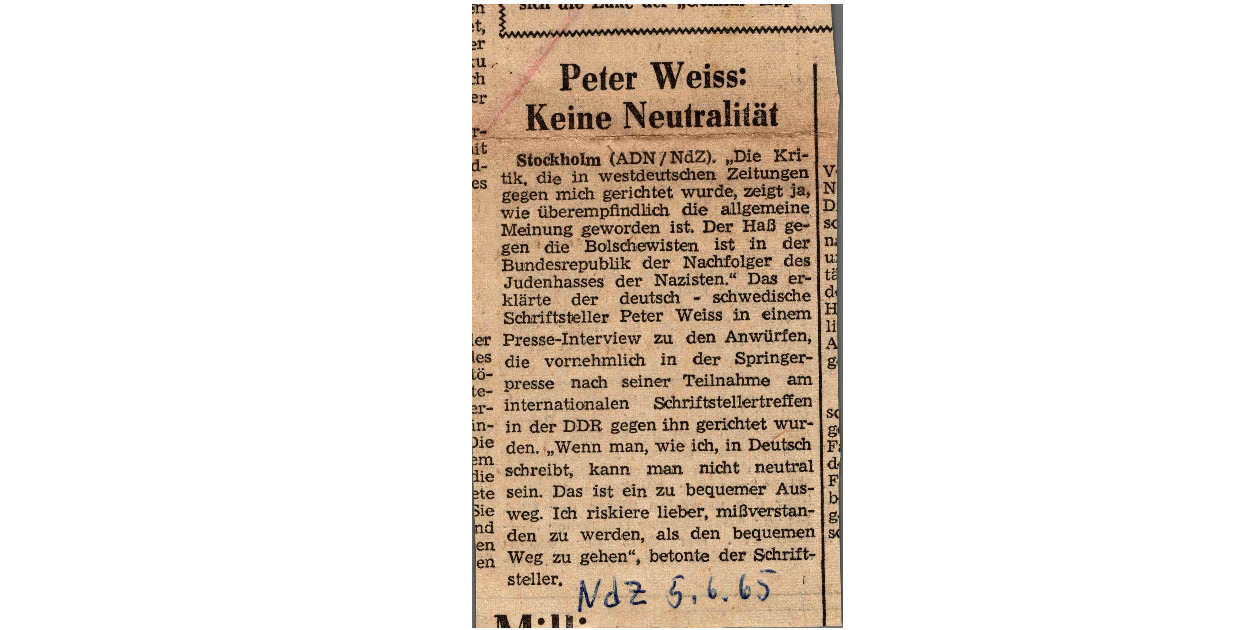 Peter Weiss:
Keine Neutralität
Stockholm (ADN/NdZ). „Die Kri-
tik, die in westdeutschen Zeitungen
gegen mich gerichtet wurde, zeigt ja,
wie überempfindlich die allgemeine
Meinung geworden ist. Der Haß ge-
gen die Bolschewisten ist in der
Bundesrepublik der Nachfolger des
Judenhasses der Nazisten.“ Das er-
klärte der deutsch - schwedische
Schriftsteller Peter Weiss in einem
Presse-Interview zu den Anwürfen,
die vornehmlich in der Springer-
presse nach seiner Teilnahme am
internationalen Schriftstellertreffen
in der DDR gegen ihn gerichtet wur-
den. „Wenn man, wie ich, in Deutsch
schreibt, kann man nicht neutral
sein. Das ist ein zu bequemer Aus-
weg. Ich riskiere lieber, mißverstan-
den zu werden, als den bequemen
Weg zu gehen“, betonte der Schrift-
steller.
NdZ 5.6.65